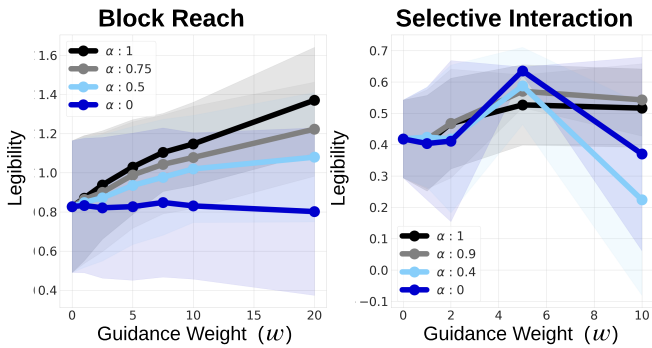 Block Reach
Selective Interaction
1.6
1.4
1.2
1.0
0.8
0.6
0.4
Legibility
α : 1
α : 0.75
α : 0.5
α : 0
0
5
10
15
20
Guidance Weight (w)
0.7
0.6
0.5
0.4
0.3
0.2
0.1
0.0
−0.1
Legibility
α : 1
α : 0.9
α : 0.4
α : 0
0
2
4
6
8
10
Guidance Weight (w)